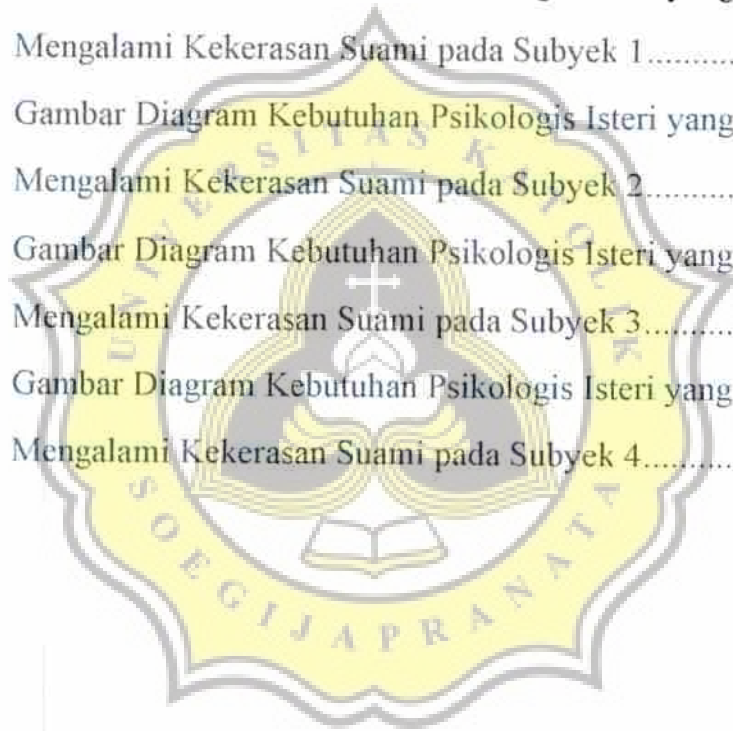 Mengalami Kekerasan Suami pada Subyek 1...........
Gambar Diagram Kebutuhan Psikologis Isteri yang
Mengalami Kekerasan Suami pada Subyek 2...........
Gambar Diagram Kebutuhan Psikologis Isteri yang
Mengalami Kekerasan Suami pada Subyek 3...........
Gambar Diagram Kebutuhan Psikologis Isteri yang
Mengalami Kekerasan Suami pada Subyek 4...........
UNIVERSITAS KATOLIK
SOEGIJAPRANATA